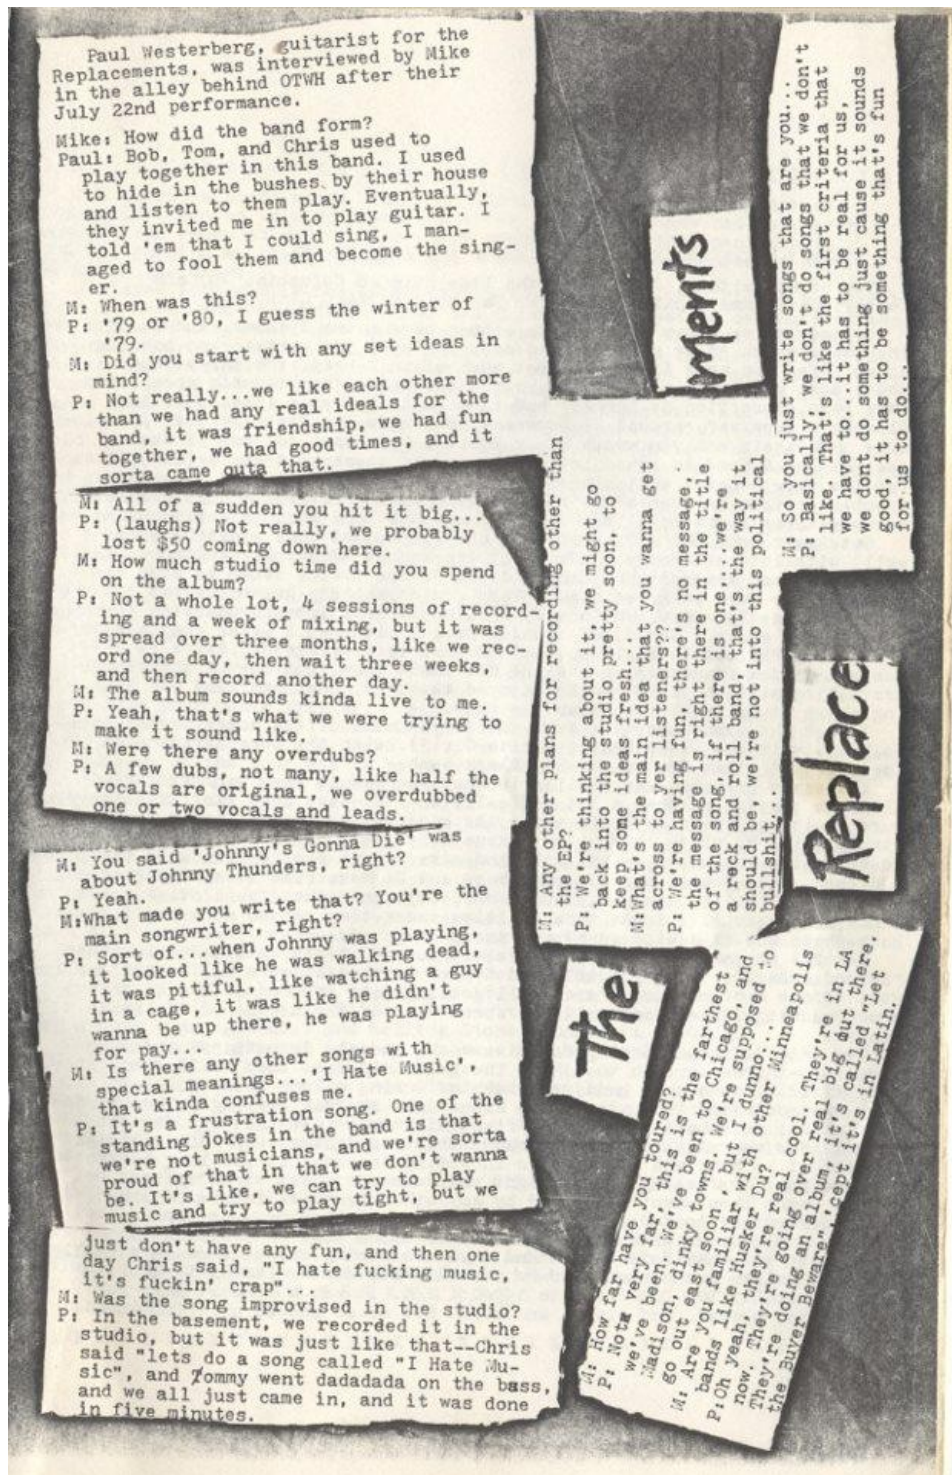 Paul Westerberg, guitarist for the
Replacements, was interviewed by Mike
in the alley behind OTWH after their
July 22nd performance.
Mike: How did the band form?
Paul: Bob, Tom, and Chris used to
play together in this band. I used
to hide in the bushes by their house
and listen to them play. Eventually,
they invited me in to play guitar. I
told 'em that I could sing, I man-
aged to fool them and become the sing-
er.
M: When was this?
P: '79 or '80, I guess the winter of
'79.
M: Did you start with any set ideas in
mind?
P: Not really...we like each other more
than we had any real ideals for the
band, it was friendship, we had fun
together, we had good times, and it
sorta came outa that.
M: All of a sudden you hit it big...
P: (laughs) Not really, we probably
lost $50 coming down here.
M: How much studio time did you spend
on the album?
P: Not a whole lot, 4 sessions of record-
ing and a week of mixing, but it was
spread over three months, like we rec-
ord one day, then wait three weeks,
and then record another day.
M: The album sounds kinda live to me.
P: Yeah, that's what we were trying to
make it sound like.
M: Were there any overdubs?
P: A few dubs, not many, like half the
vocals are original, we overdubbed
one or two vocals and leads.
M: You said 'Johnny's Gonna Die' was
about Johnny Thunders, right?
P: Yeah.
M:What made you write that? You're the
main songwriter, right?
P: Sort of...when Johnny was playing,
it looked like he was walking dead,
it was pitiful, like watching a guy
in a cage, it was like he didn't
wanna be up there, he was playing
for pay...
M: Is there any other songs with
special meanings...'I Hate Music',
that kinda confuses me.
P: It's a frustration song. One of the
standing jokes in the band is that
we're not musicians, and we're sorta
proud of that in that we don't wanna
be. It's like, we can try to play
music and try to play tight, but we
just don't have any fun, and then one
day Chris said, "I hate fucking music,
it's fuckin' crap"...
M: Was the song improvised in the studio?
P: In the basement, we recorded it in the
studio, but it was just like that--Chris
said "lets do a song called "I Hate Mu-
sic", and Tommy went dadadada on the bass,
and we all just came in, and it was done
in five minutes.
The
Replace
ments
M: How far have you toured?
P: Not very far, this is the farthest
we've been. We've been to Chicago, and
Madison, dinky towns. We're supposed to
go out east soon, but I dunno...
M: Are you familiar with other Minneapolis
bands like Husker Du?
P:Oh yeah, they're real cool. They're in LA
now. They're going over real big out there.
They're doing an album, it's called "Let
the Buyer Beware",'cept it's in Latin.
M: Any other plans for recording other than
the EP?
P: We're thinking about it, we might go
back into the studio pretty soon, to
keep some ideas fresh...
M:What's the main idea that you wanna get
across to yer listeners??
P: We're having fun, there's no message,
the message is right there in the title
of the song, if there is one...we're
a rock and roll band, that's the way it
should be, we're not into this political
bullshit...
M: So you just write songs that are you...
P: Basically, we don't do songs that we don't
like. That's like the first criteria that
we have to...it has to be real for us,
we dont do something just cause it sounds
good, it has to be something that's fun
for us to do...